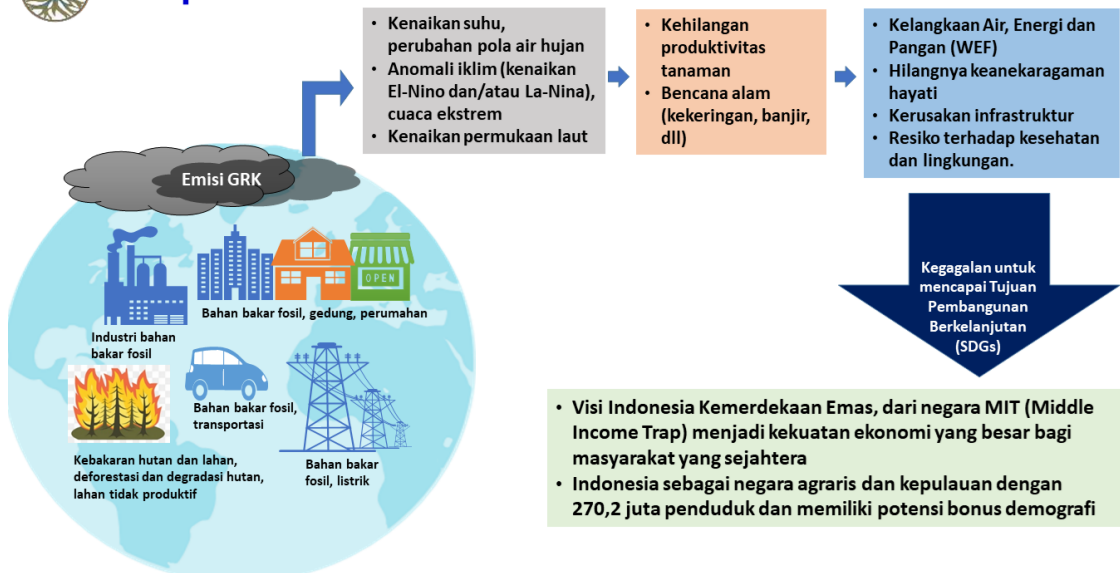 • Kenaikan suhu,
perubahan pola air hujan
• Anomali iklim (kenaikan
El-Nino dan/atau La-Nina),
cuaca ekstrem
• Kenaikan permukaan laut
• Kehilangan
produktivitas
tanaman
• Bencana alam
(kekeringan, banjir,
dll)
• Kelangkaan Air, Energi dan
Pangan (WEF)
• Hilangnya keanekaragaman
hayati
• Kerusakan infrastruktur
• Resiko terhadap kesehatan
dan lingkungan.
Emisi GRK
OPEN
Bahan bakar fosil, gedung, perumahan
Industri bahan
bakar fosil
Bahan bakar fosil,
transportasi
Kebakaran hutan dan lahan,
deforestasi dan degradasi hutan,
lahan tidak produktif
Bahan bakar
fosil, listrik
Kegagalan untuk
mencapai Tujuan
Pembangunan
Berkelanjutan
(SDGs)
• Visi Indonesia Kemerdekaan Emas, dari negara MIT (Middle
Income Trap) menjadi kekuatan ekonomi yang besar bagi
masyarakat yang sejahtera
• Indonesia sebagai negara agraris dan kepulauan dengan
270,2 juta penduduk dan memiliki potensi bonus demografi